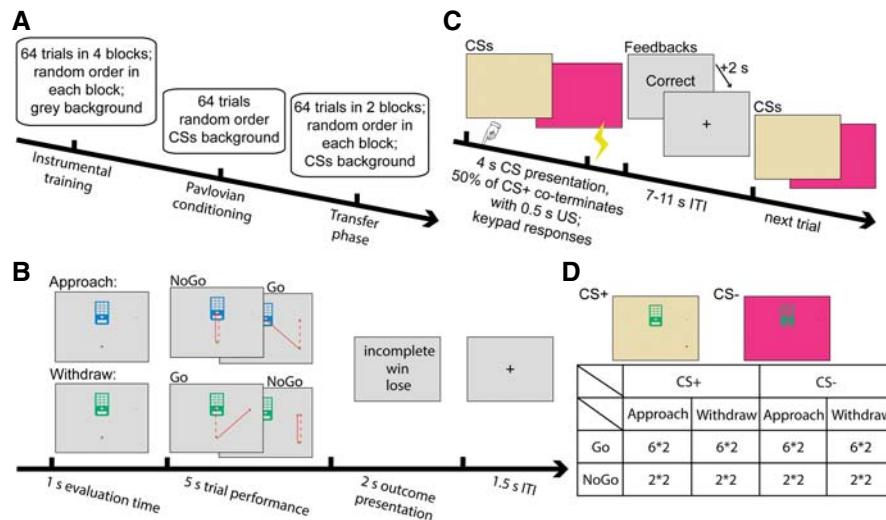 A
64 trials in 4 blocks;
random order in
each block;
grey background
64 trials
random order
CSs background
64 trials in 2 blocks;
random order in
each block;
CSs background
Instrumental
training
Pavlovian
conditioning
Transfer
phase
C
CSs
Feedbacks
Correct
+2 s
+
CSs
4 s CS presentation,
50% of CS+ co-terminates
with 0.5 s US;
keypad responses
7-11 s ITI
next trial
B
Approach:
NoGo
Go
Withdraw:
Go
NoGo
incomplete
win
lose
+
1 s evaluation time
5 s trial performance
2 s outcome
presentation
1.5 s ITI
D
CS+
CS-
CS+ CS-
Approach Withdraw Approach Withdraw
Go 6*2 6*2 6*2 6*2
NoGo 2*2 2*2 2*2 2*2